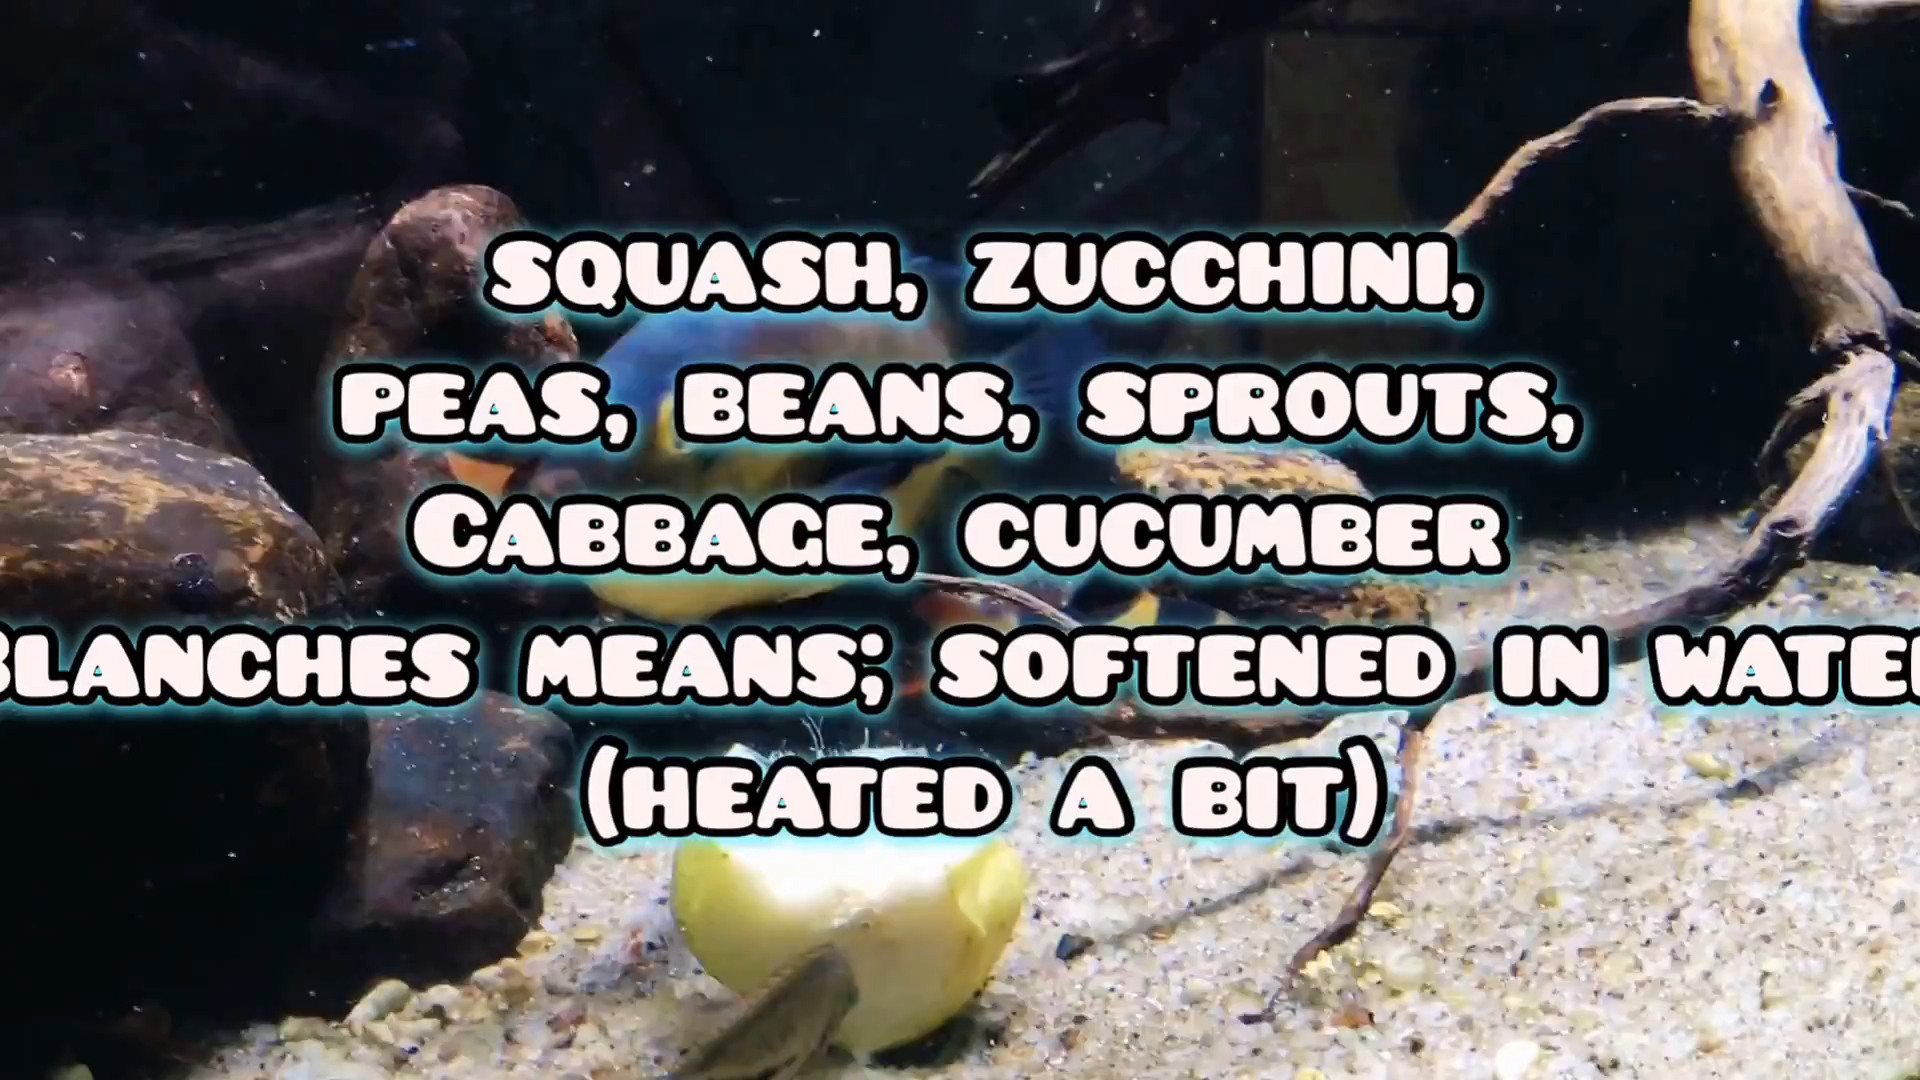 SQUASH, ZUCCHINI,
PEAS, BEANS, SPROUTS,
CABBAGE, CUCUMBER
BLANCHES MEANS; SOFTENED IN WATER
(HEATED A BIT)